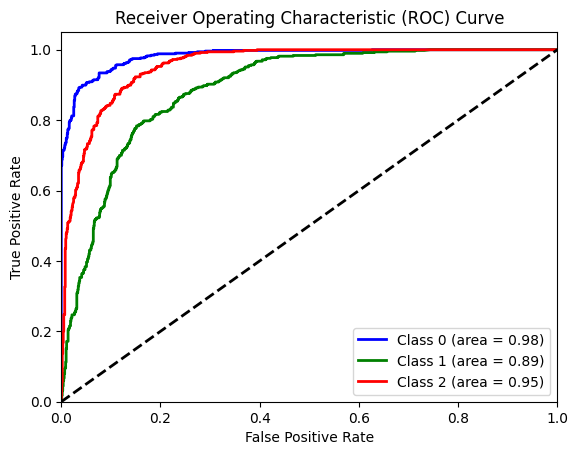 Receiver Operating Characteristic (ROC) Curve
True Positive Rate
1.0
0.8
0.6
0.4
0.2
0.0
Class 0 (area = 0.98)
Class 1 (area = 0.89)
Class 2 (area = 0.95)
0.0 0.2 0.4 0.6 0.8 1.0
False Positive Rate